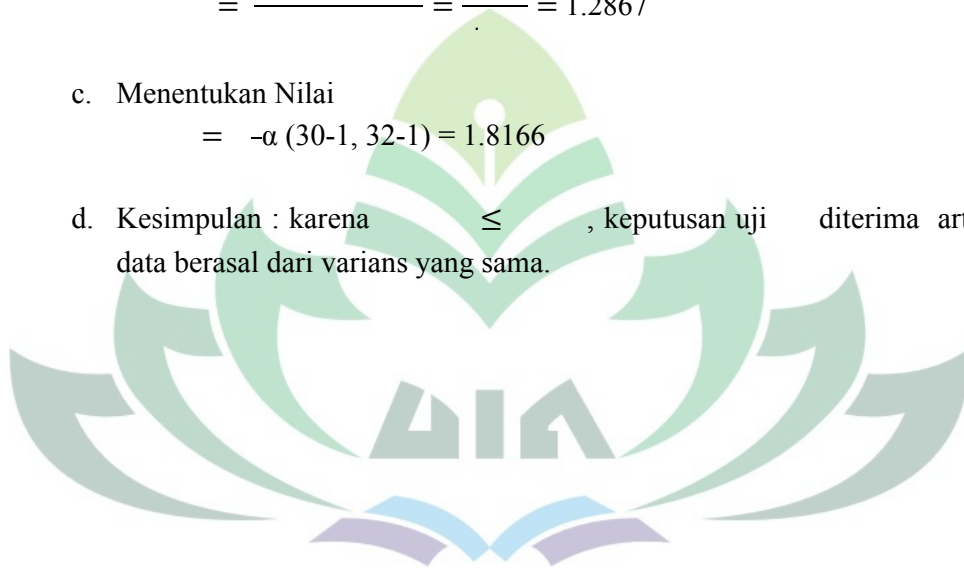 = = = 1.2867
.
c. Menentukan Nilai
= -α (30-1, 32-1) = 1.8166
d. Kesimpulan : karena ≤ , keputusan uji diterima
data berasal dari varians yang sama.
UIN